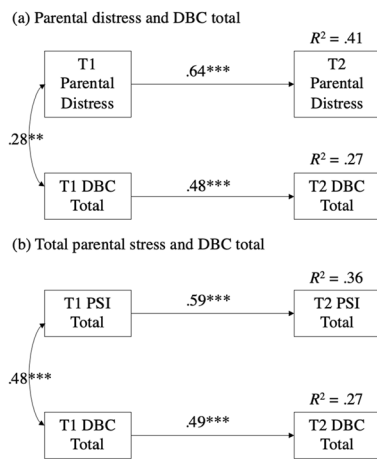 (a) Parental distress and DBC total
R² = .41
T1
Parental
Distress
.64***
T2
Parental
Distress
.28**
R² = .27
T1 DBC
Total
.48***
T2 DBC
Total
(b) Total parental stress and DBC total
R² = .36
T1 PSI
Total
.59***
T2 PSI
Total
.48***
R² = .27
T1 DBC
Total
.49***
T2 DBC
Total